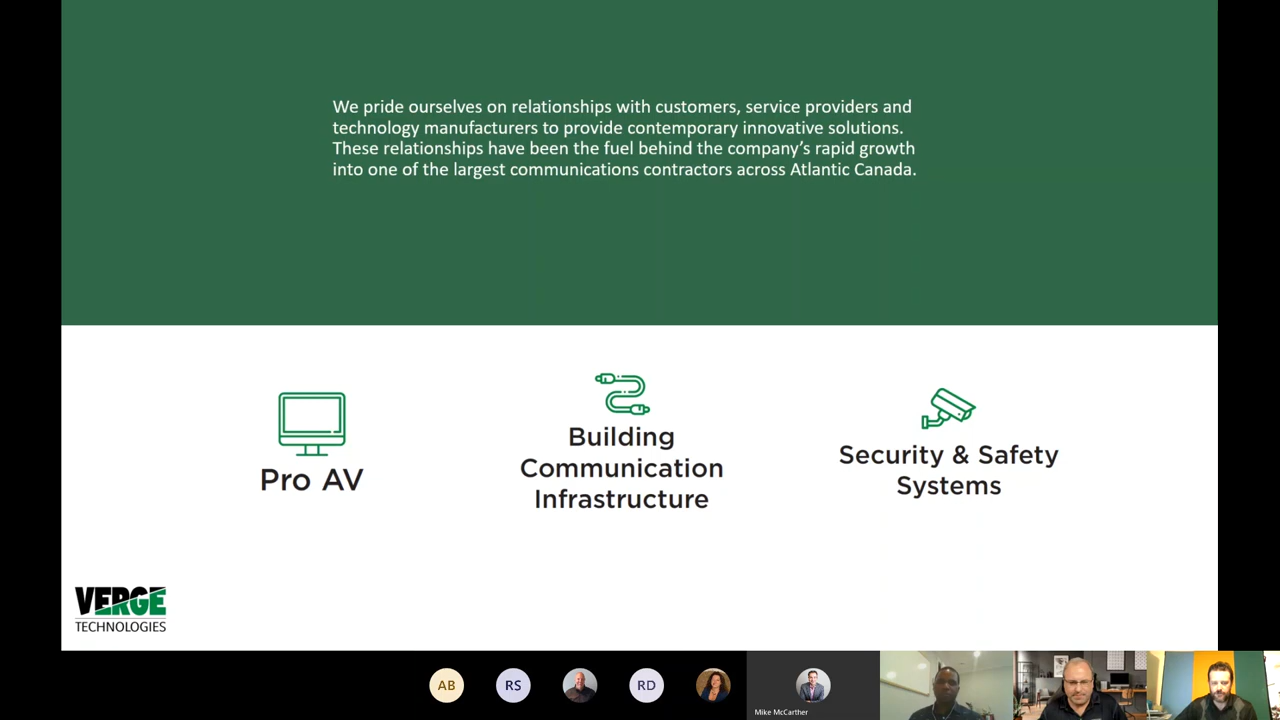 We pride ourselves on relationships with customers, service providers and
technology manufacturers to provide contemporary innovative solutions.
These relationships have been the fuel behind the company’s rapid growth
into one of the largest communications contractors across Atlantic Canada.
Pro AV
Building
Communication
Infrastructure
Security & Safety
Systems
VERGE
TECHNOLOGIES
AB
RS
RD
Mike McCarther